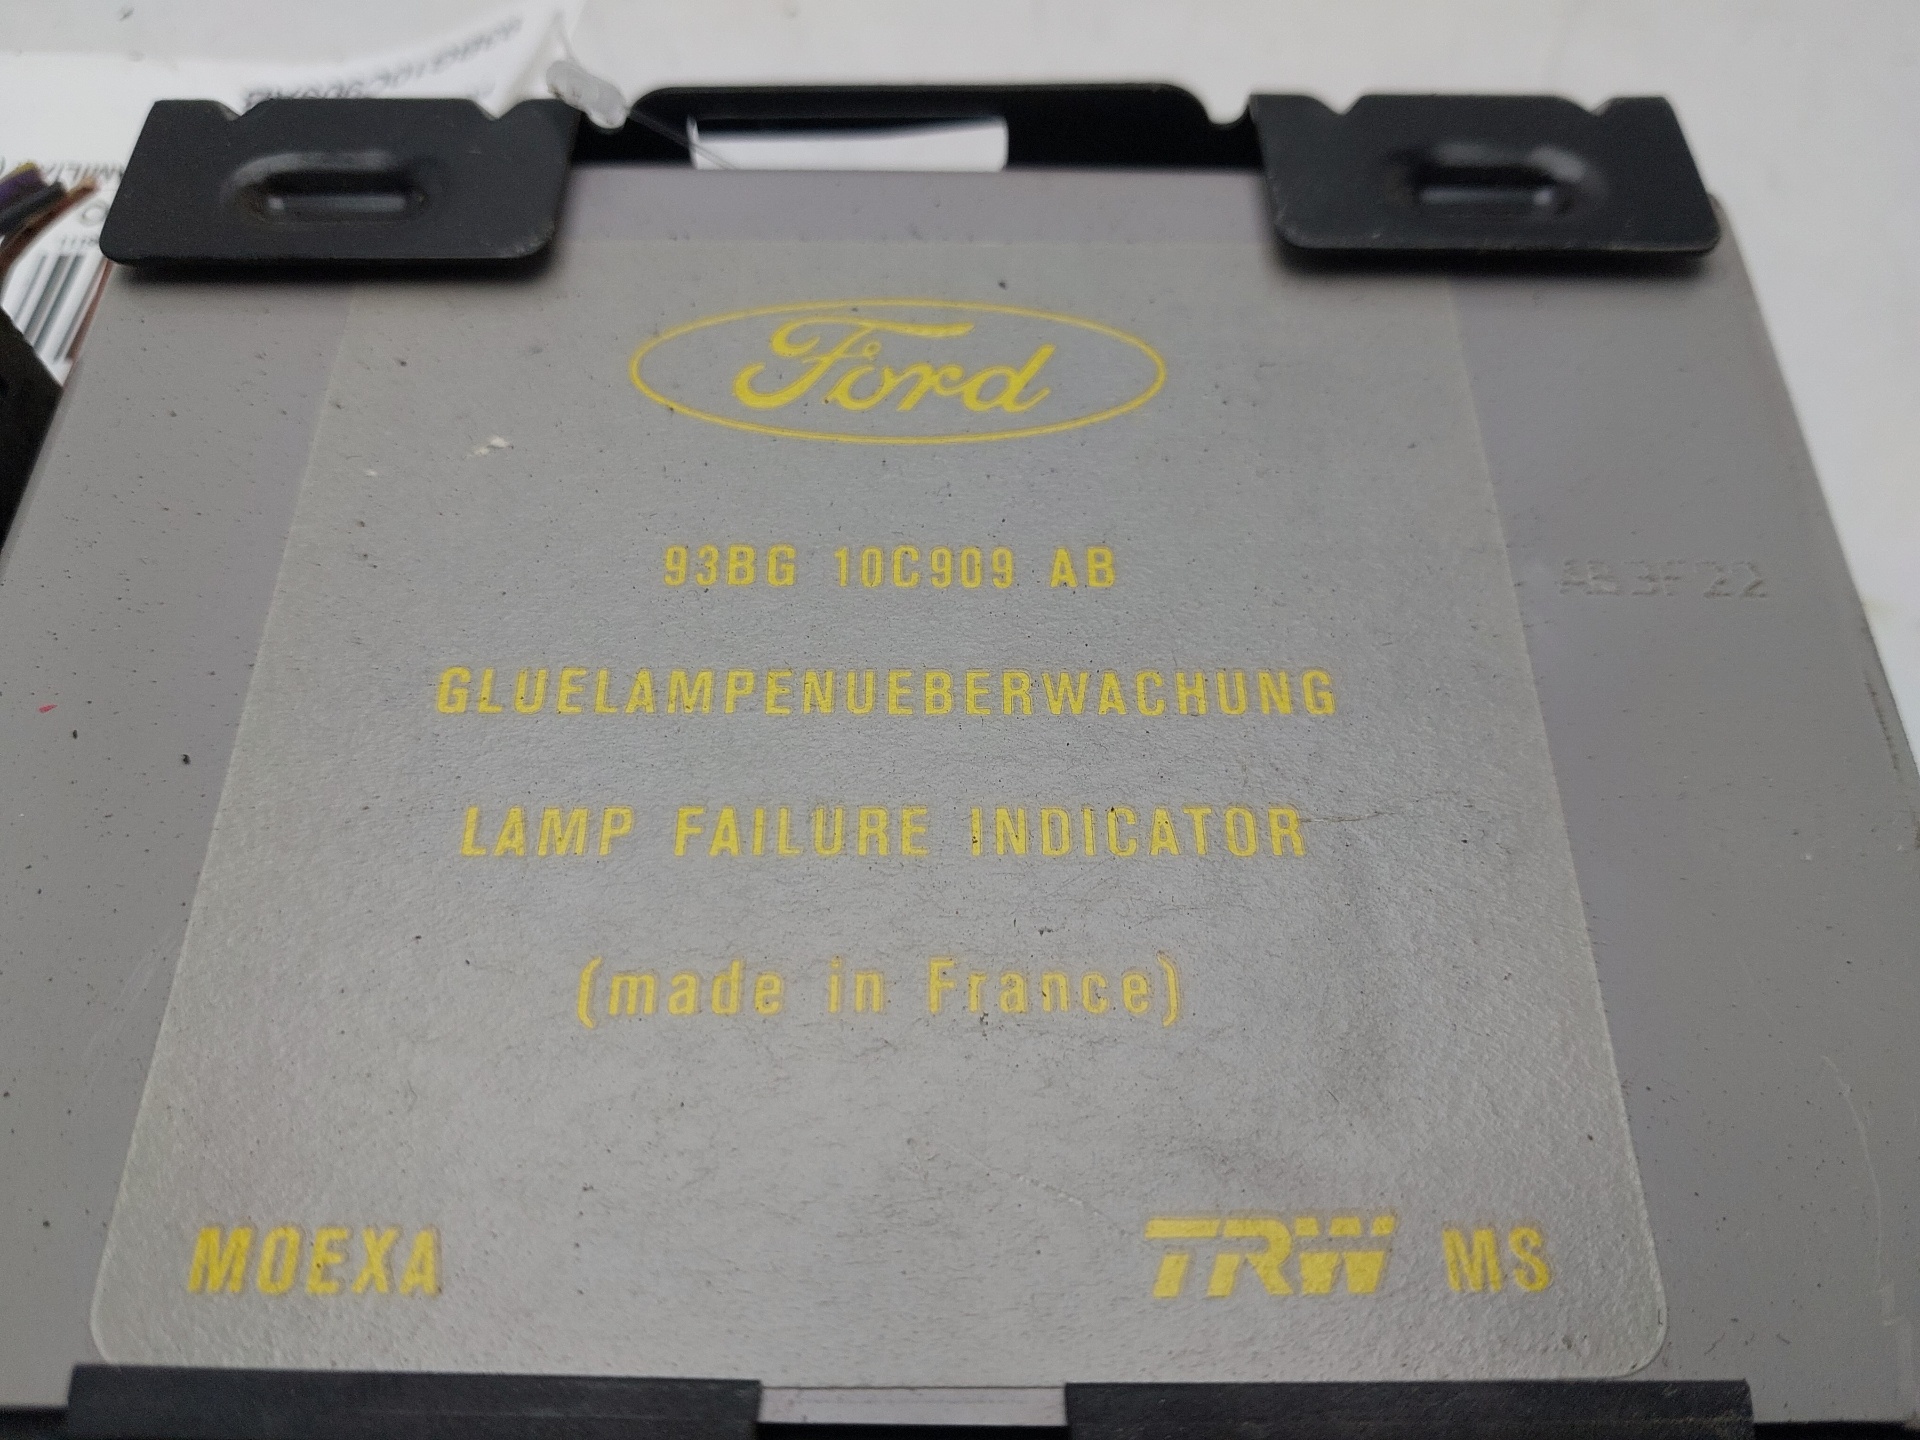 Ford
93BG 10C909 AB
GLUELAMPENUEBERWACHUNG
LAMP FAILURE INDICATOR
(made in France)
MOEXA
TRW MS